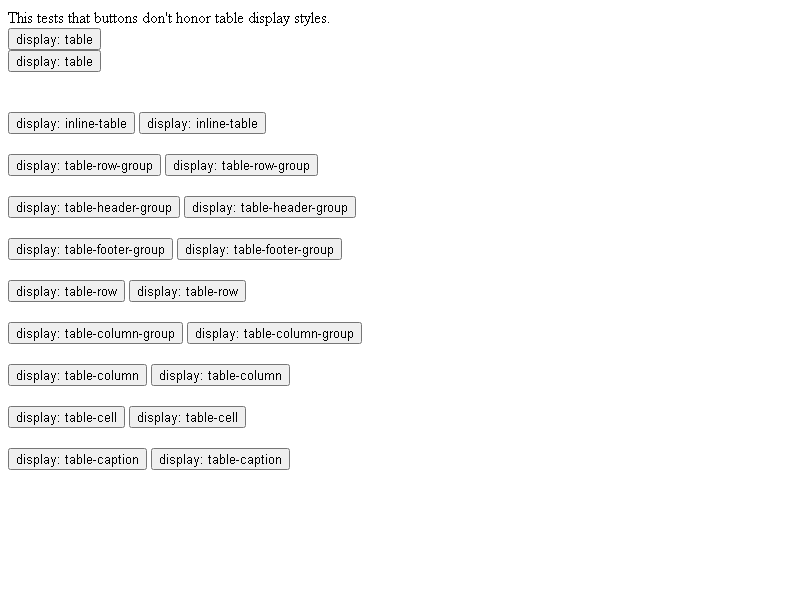 This tests that buttons don't honor table display styles.
display: table
display: table
display: inline-table display: inline-table
display: table-row-group display: table-row-group
display: table-header-group display: table-header-group
display: table-footer-group display: table-footer-group
display: table-row display: table-row
display: table-column-group display: table-column-group
display: table-column display: table-column
display: table-cell display: table-cell
display: table-caption display: table-caption